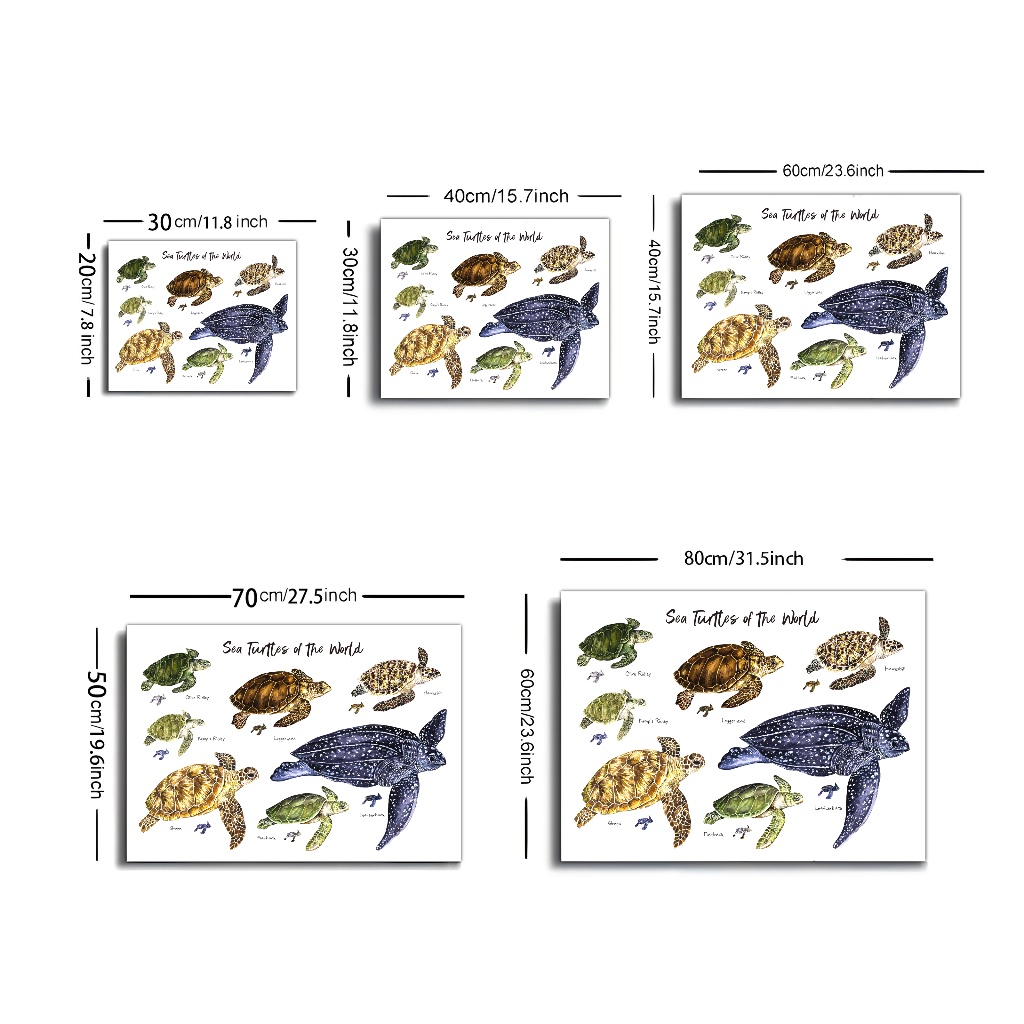 60cm/23.6inch
40cm/15.7inch
30cm/11.8 inch
20cm/ 7.8 inch
Sea Turtles of the World
30cm/11.8inch
Sea Turtles of the World
40cm/15.7inch
Sea Turtles of the World
80cm/31.5inch
70cm/27.5inch
50cm/19.6inch
Sea Turtles of the World
Olive Ridley
Hawksbill
Kemp's Ridley
Loggerhead
Green
Flatback
Leatherback
60cm/23.6inch
Sea Turtles of the World
Olive Ridley
Hawksbill
Kemp's Ridley
Loggerhead
Leatherback
Green
Flatback